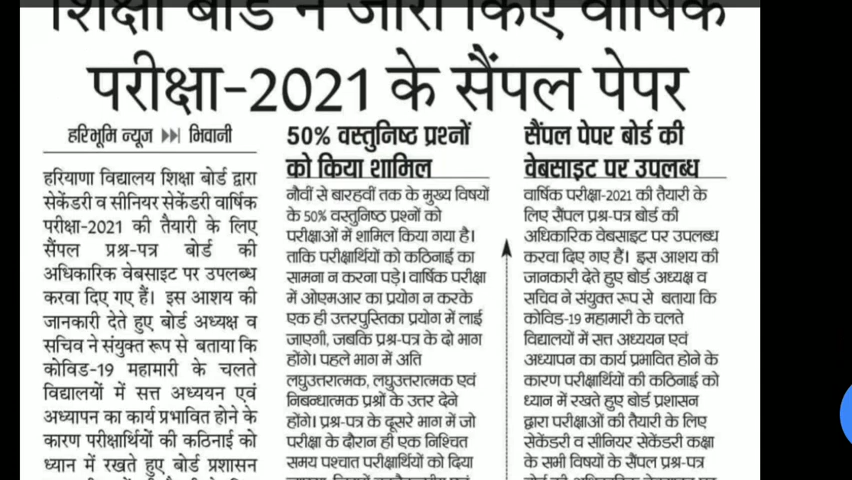 शिक्षा बोर्ड ने जारी किए वार्षिक
परीक्षा-2021 के सैंपल पेपर
हरिभूमि न्यूज ▶▶| भिवानी
हरियाणा विद्यालय शिक्षा बोर्ड द्वारा
सेकेंडरी व सीनियर सेकेंडरी वार्षिक
परीक्षा-2021 की तैयारी के लिए
सैंपल प्रश्न-पत्र बोर्ड की
अधिकारिक वेबसाइट पर उपलब्ध
करवा दिए गए हैं। इस आशय की
जानकारी देते हुए बोर्ड अध्यक्ष व
सचिव ने संयुक्त रूप से बताया कि
कोविड-19 महामारी के चलते
विद्यालयों में सत्त अध्ययन एवं
अध्यापन का कार्य प्रभावित होने के
कारण परीक्षार्थियों की कठिनाई को
ध्यान में रखते हुए बोर्ड प्रशासन
50% वस्तुनिष्ठ प्रश्नों
को किया शामिल
नौवीं से बारहवीं तक के मुख्य विषयों
के 50% वस्तुनिष्ठ प्रश्नों को
परीक्षाओं में शामिल किया गया है।
ताकि परीक्षार्थियों को कठिनाई का
सामना न करना पड़े। वार्षिक परीक्षा
में ओएमआर का प्रयोग न करके
एक ही उत्तरपुस्तिका प्रयोग में लाई
जाएगी, जबकि प्रश्न-पत्र के दो भाग
होंगे। पहले भाग में अति
लघुउत्तरात्मक, लघुउत्तरात्मक एवं
निबन्धात्मक प्रश्नों के उत्तर देने
होंगे। प्रश्न-पत्र के दूसरे भाग में जो
परीक्षा के दौरान ही एक निश्चित
समय पश्चात परीक्षार्थियों को दिया
सैंपल पेपर बोर्ड की
वेबसाइट पर उपलब्ध
वार्षिक परीक्षा-2021 की तैयारी के
लिए सैंपल प्रश्न-पत्र बोर्ड की
अधिकारिक वेबसाइट पर उपलब्ध
करवा दिए गए हैं। इस आशय की
जानकारी देते हुए बोर्ड अध्यक्ष व
सचिव ने संयुक्त रूप से बताया कि
कोविड-19 महामारी के चलते
विद्यालयों में सत्त अध्ययन एवं
अध्यापन का कार्य प्रभावित होने के
कारण परीक्षार्थियों की कठिनाई को
ध्यान में रखते हुए बोर्ड प्रशासन
द्वारा परीक्षाओं की तैयारी के लिए
सेकेंडरी व सीनियर सेकेंडरी कक्षा
के सभी विषयों के सैंपल प्रश्न-पत्र